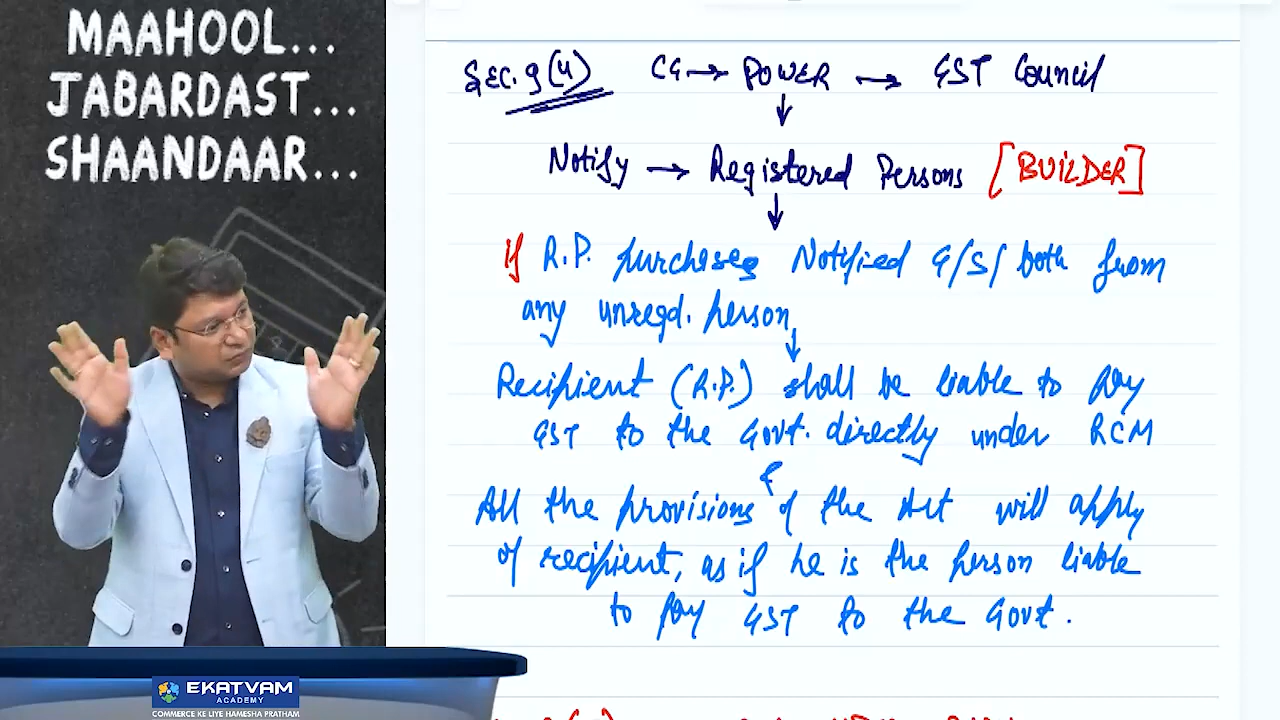 MAAHOOL...
JABARDAST...
SHAANDAAR...
SEC. 9(4) CG → POWER → GST Council
↓
Notify → Registered Persons [BUILDER]
↓
If R.P. purchases Notified G/S/ both from
any unregd. person
↓
Recipient (R.P.) shall be liable to pay
GST to the Govt. directly under RCM
&
All the provisions of the Act will apply
of recipient, as if he is the person liable
to pay GST to the Govt.
EKATVAM
ACADEMY
COMMERCE KE LIYE HAMESHA PRATHAM